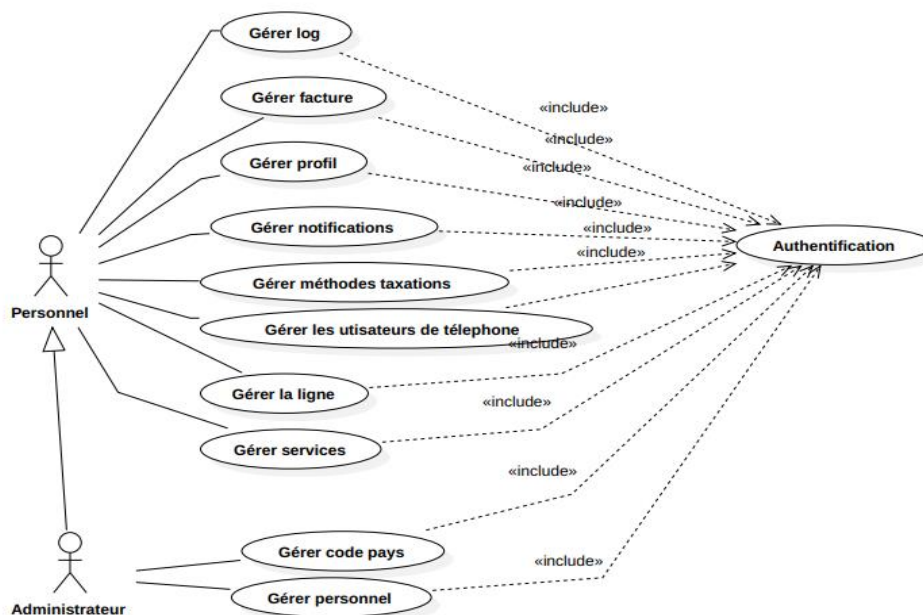 Gérer log
Gérer facture
«include»
«include»
Gérer profil
«include»
«include»
Gérer notifications
«include»
Authentification
«include»
Gérer méthodes taxations
Personnel
Gérer les utisateurs de télephone
«include»
Gérer la ligne
«include»
Gérer services
«include»
Gérer code pays
«include»
Gérer personnel
Administrateur